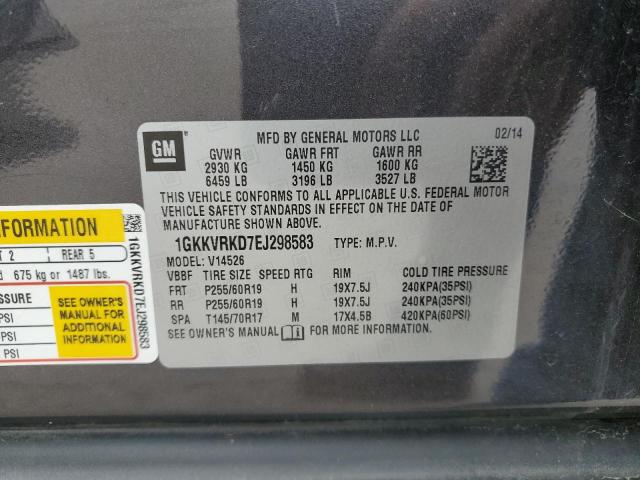 GM
MFD BY GENERAL MOTORS LLC 02/14
GVWR GAWR FRT GAWR RR
2930 KG 1450 KG 1600 KG
6459 LB 3196 LB 3527 LB
THIS VEHICLE CONFORMS TO ALL APPLICABLE U.S. FEDERAL MOTOR
VEHICLE SAFETY STANDARDS IN EFFECT ON THE DATE OF
MANUFACTURE SHOWN ABOVE.
1GKKVRKD7EJ298583 TYPE: M.P.V.
MODEL: V14526
VBBF TIRE SIZE SPEED RTG RIM COLD TIRE PRESSURE
FRT P255/60R19 H 19X7.5J 240KPA(35PSI)
RR P255/60R19 H 19X7.5J 240KPA(35PSI)
SPA T145/70R17 M 17X4.5B 420KPA(60PSI)
SEE OWNER'S MANUAL FOR MORE INFORMATION.
INFORMATION
2 REAR 5
675 kg or 1487 lbs.
PSI
PSI
PSI
SEE OWNER'S
MANUAL FOR
ADDITIONAL
INFORMATION
1GKKVRKD7EJ298583